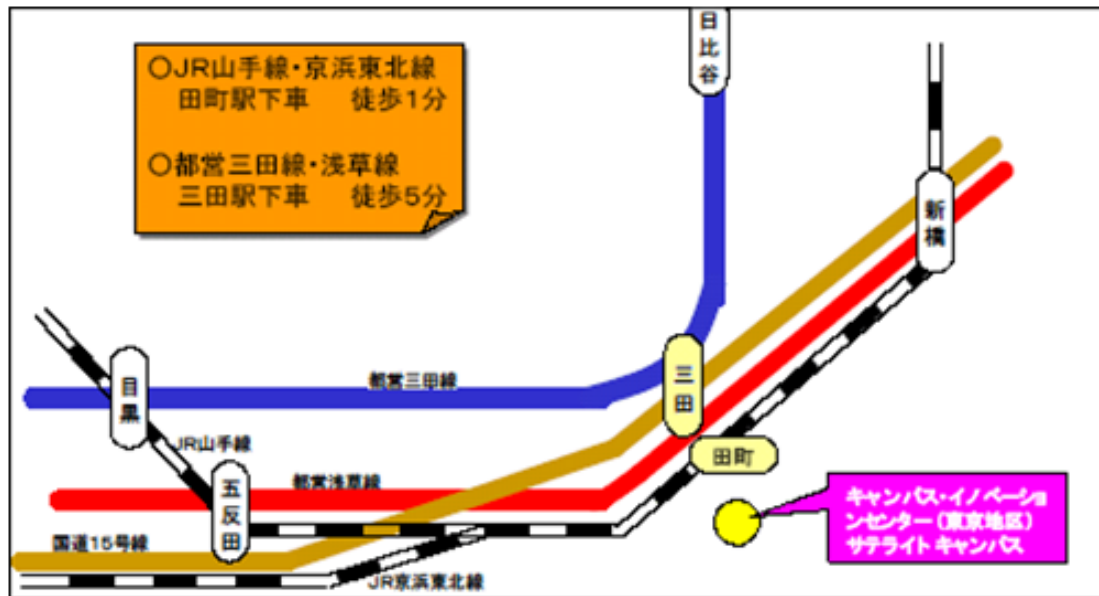 ○JR山手線・京浜東北線
田町駅下車 徒歩1分
○都営三田線・浅草線
三田駅下車 徒歩5分
日比谷
新橋
都営三田線
三田
目黒
JR山手線
田町
五反田
都営浅草線
キャンパス・イノベーショ
ンセンター(東京地区)
サテライトキャンパス
国道15号線
JR京浜東北線